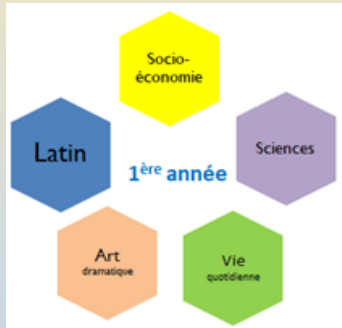 Socio-
économie
Latin
Sciences
1ère année
Art
dramatique
Vie
quotidienne